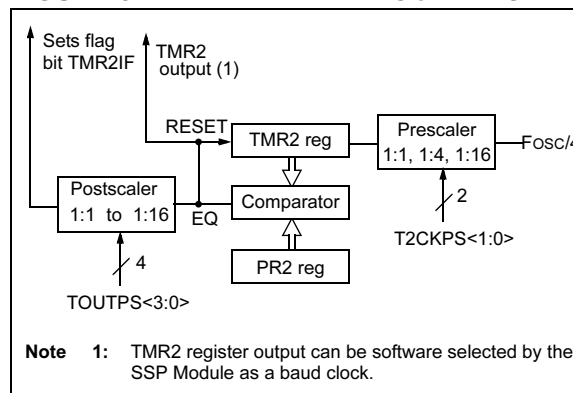 Sets flag
bit TMR2IF
TMR2
output (1)
RESET
TMR2 reg
Prescaler
1:1, 1:4, 1:16
FOSC/4
Postscaler
1:1 to 1:16
EQ
Comparator
2
T2CKPS<1:0>
4
PR2 reg
TOUTPS<3:0>
Note 1: TMR2 register output can be software selected by the
SSP Module as a baud clock.